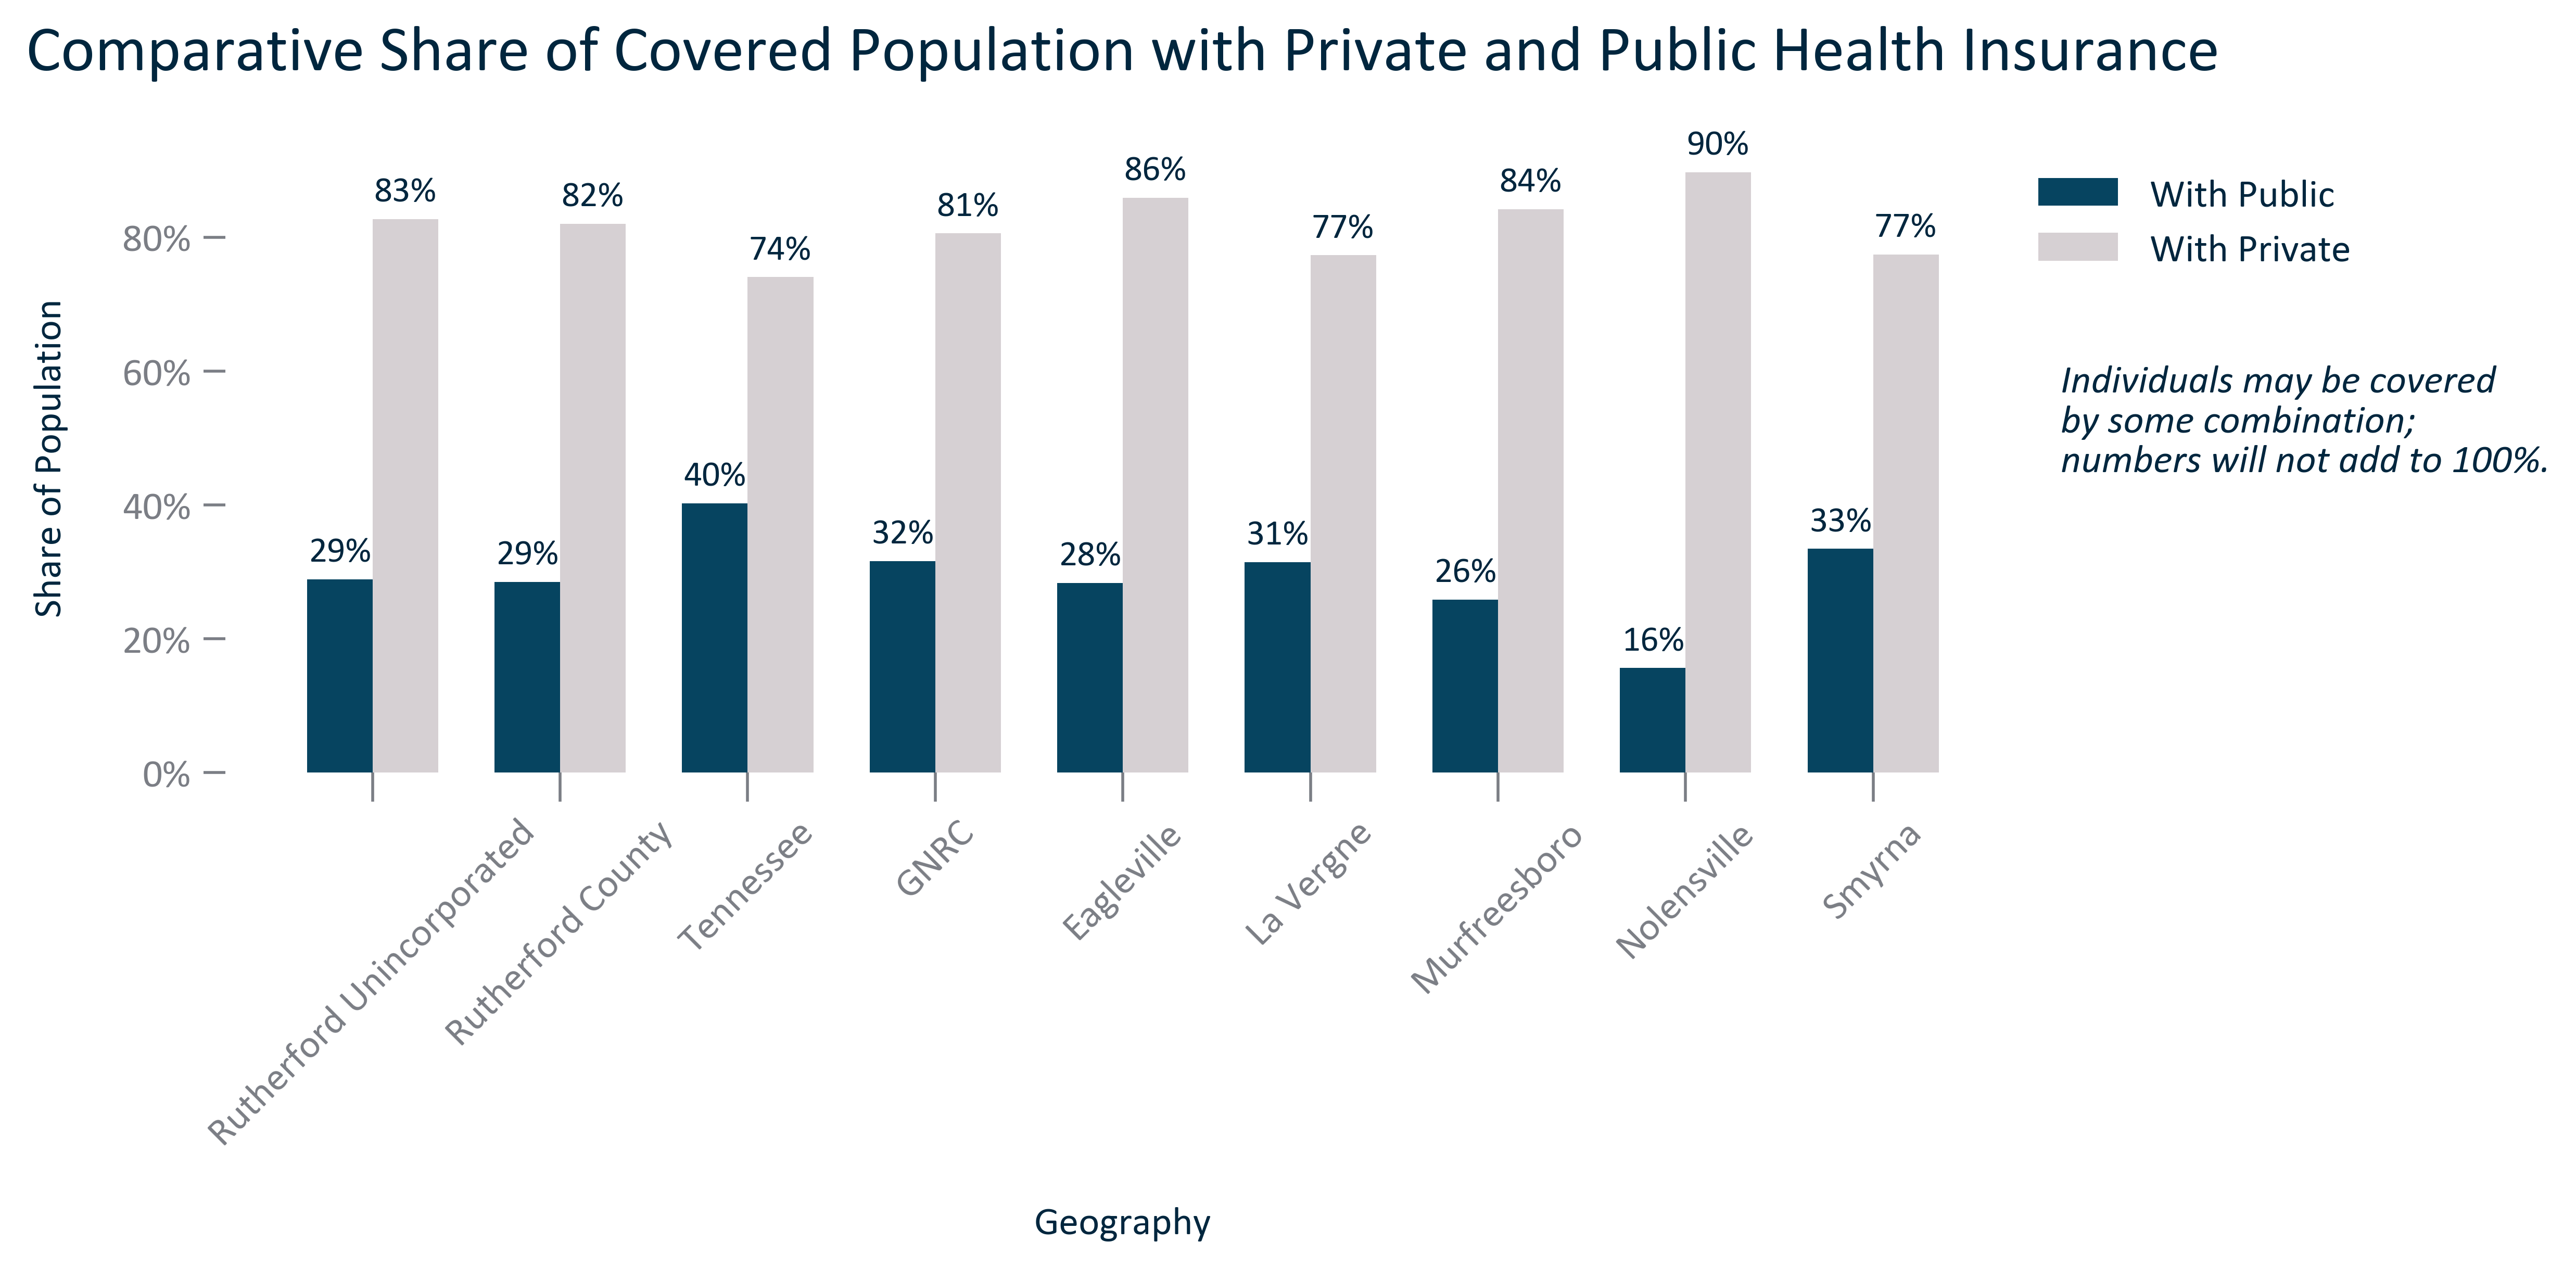 Comparative Share of Covered Population with Private and Public Health Insurance
Share of Population
80%
60%
40%
20%
0%
29%
83%
29%
82%
40%
74%
32%
81%
28%
86%
31%
77%
26%
84%
16%
90%
33%
77%
With Public
With Private
Individuals may be covered
by some combination;
numbers will not add to 100%.
Rutherford Unincorporated
Rutherford County
Tennessee
GNRC
Eagleville
La Vergne
Murfreesboro
Nolensville
Smyrna
Geography